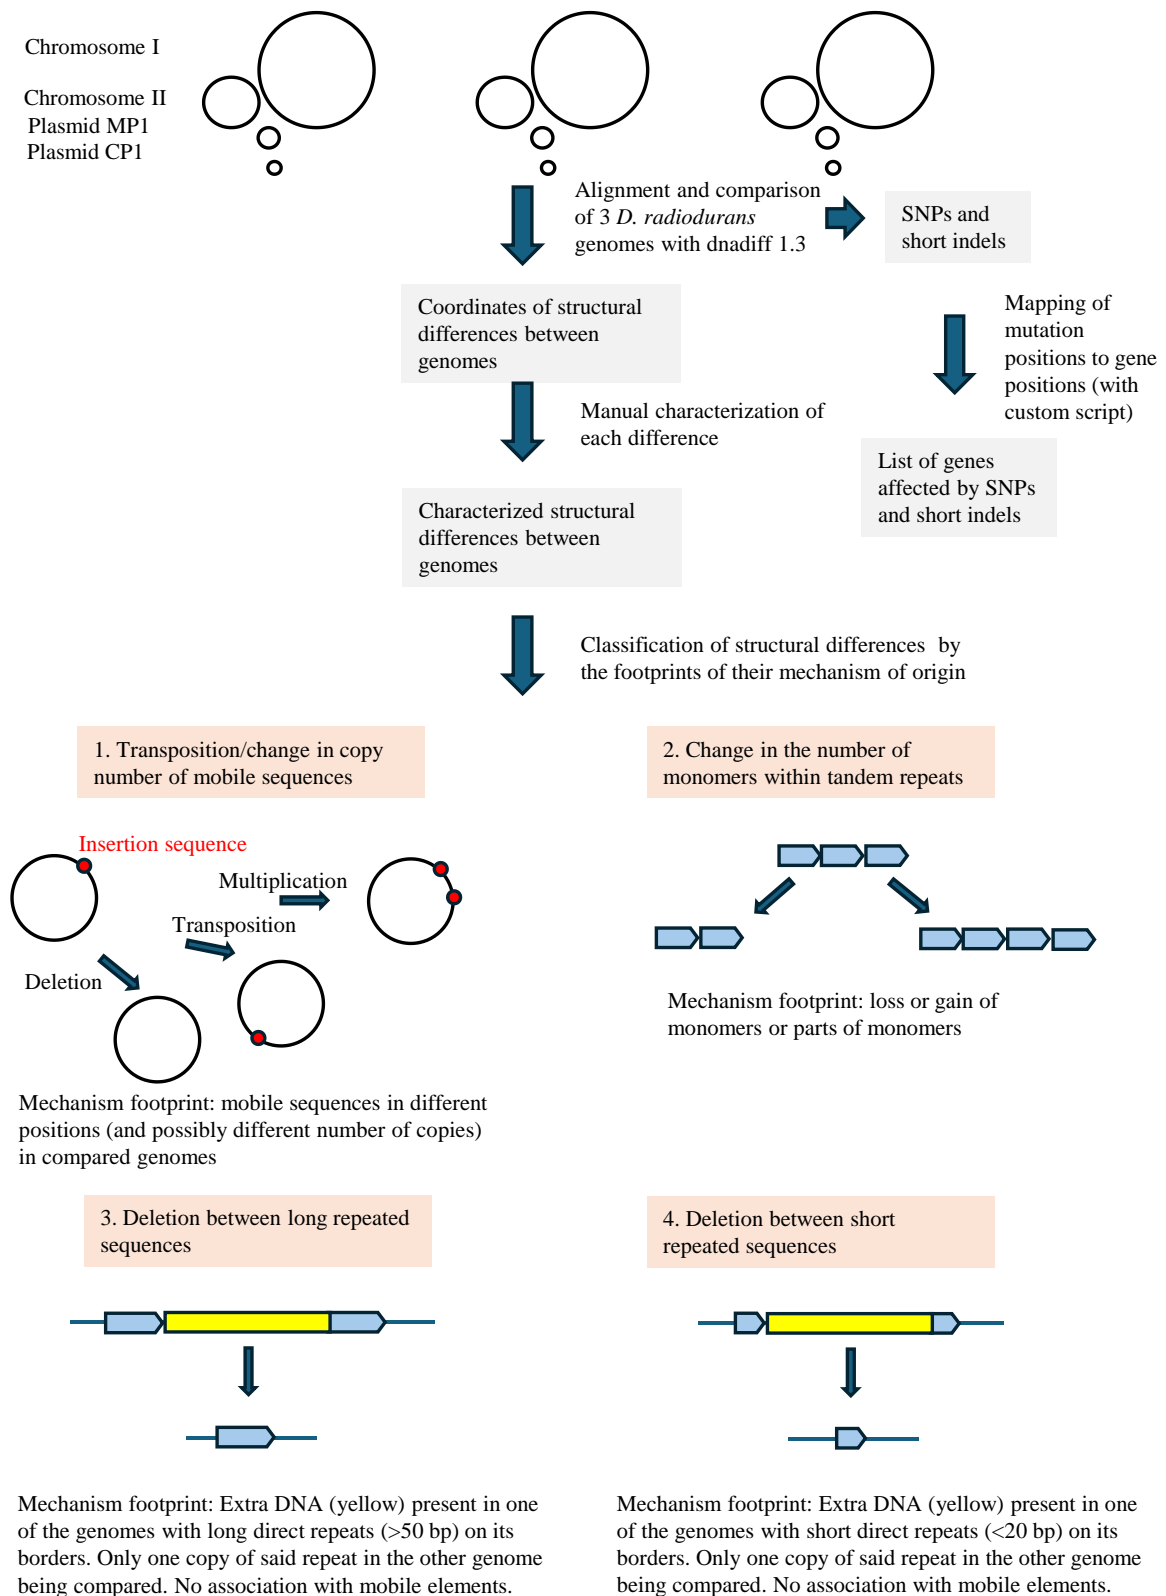 Chromosome I
Chromosome II
Plasmid MP1
Plasmid CP1
Alignment and comparison
of 3 D. radiodurans
genomes with dnadiff 1.3
SNPs and
short indels
Coordinates of structural
differences between
genomes
Mapping of
mutation
positions to gene
positions (with
custom script)
Manual characterization of
each difference
List of genes
affected by SNPs
and short indels
Characterized structural
differences between
genomes
Classification of structural differences by
the footprints of their mechanism of origin
1. Transposition/change in copy
number of mobile sequences
Insertion sequence
Multiplication
Transposition
Deletion
Mechanism footprint: mobile sequences in different
positions (and possibly different number of copies)
in compared genomes
2. Change in the number of
monomers within tandem repeats
Mechanism footprint: loss or gain of
monomers or parts of monomers
3. Deletion between long repeated
sequences
Mechanism footprint: Extra DNA (yellow) present in one
of the genomes with long direct repeats (>50 bp) on its
borders. Only one copy of said repeat in the other genome
being compared. No association with mobile elements.
4. Deletion between short
repeated sequences
Mechanism footprint: Extra DNA (yellow) present in one
of the genomes with short direct repeats (<20 bp) on its
borders. Only one copy of said repeat in the other genome
being compared. No association with mobile elements.